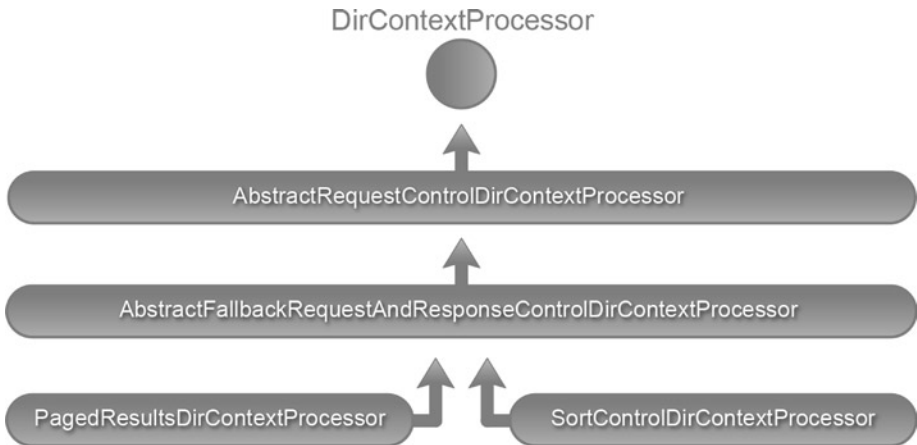 DirContextProcessor
AbstractRequestControlDirContextProcessor
AbstractFallbackRequestAndResponseControlDirContextProcessor
PagedResultsDirContextProcessor
SortControlDirContextProcessor